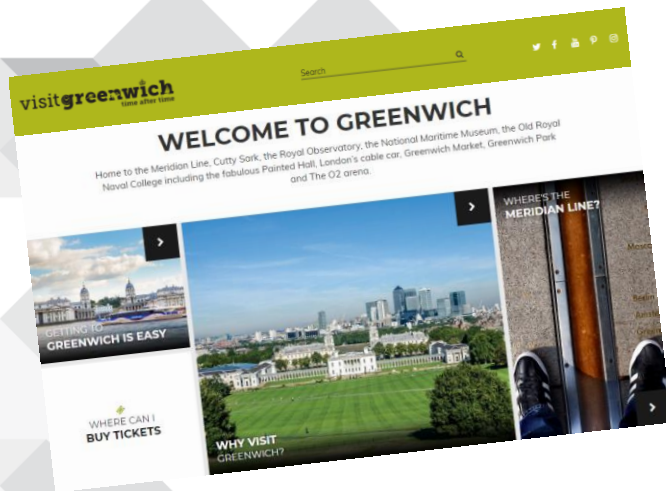 visitgreenwich
time after time
Search
WELCOME TO GREENWICH
Home to the Meridian Line, Cutty Sark, the Royal Observatory, the National Maritime Museum, the Old Royal
Naval College including the fabulous Painted Hall, London's cable car, Greenwich Market, Greenwich Park
and The O2 arena.
GETTING TO
GREENWICH IS EASY
WHERE CAN I
BUY TICKETS
WHY VISIT
GREENWICH?
WHERE'S THE
MERIDIAN LINE?
Berlin